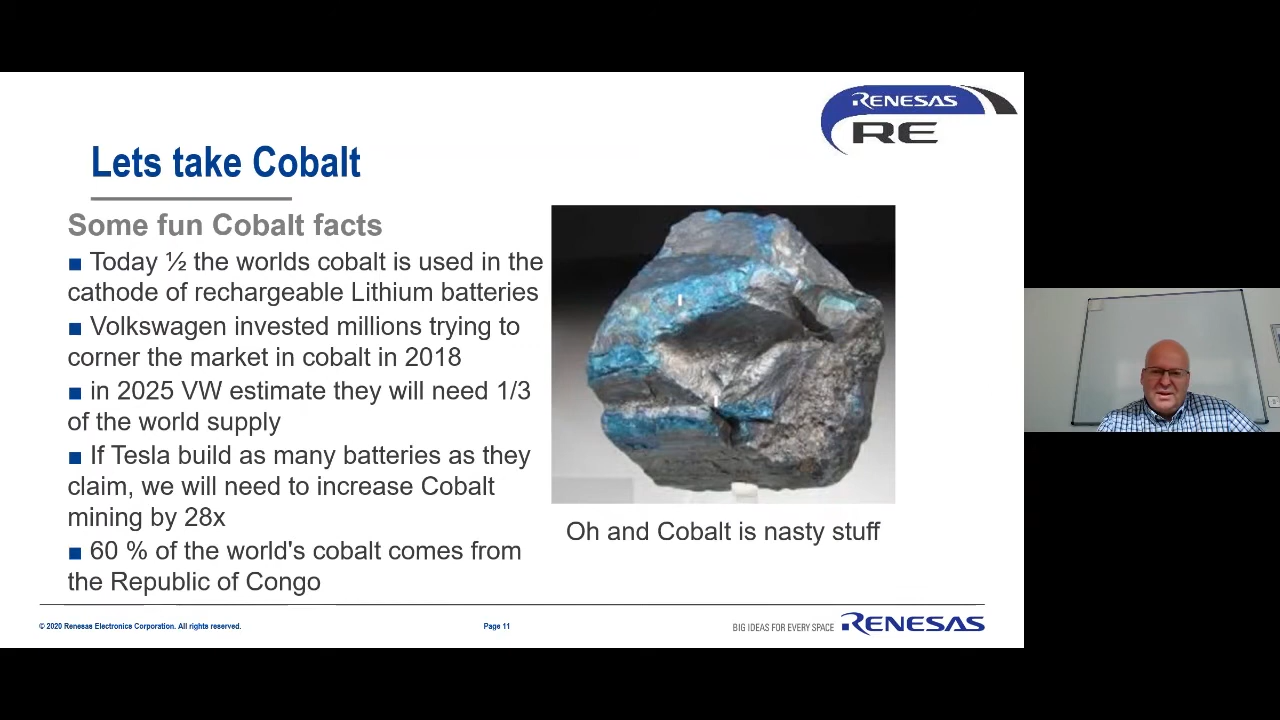 RENESAS
RE
Lets take Cobalt
Some fun Cobalt facts
■ Today ½ the worlds cobalt is used in the
cathode of rechargeable Lithium batteries
■ Volkswagen invested millions trying to
corner the market in cobalt in 2018
■ in 2025 VW estimate they will need 1/3
of the world supply
■ If Tesla build as many batteries as they
claim, we will need to increase Cobalt
mining by 28x
■ 60 % of the world's cobalt comes from
the Republic of Congo
Oh and Cobalt is nasty stuff
© 2020 Renesas Electronics Corporation. All rights reserved.
Page 11
BIG IDEAS FOR EVERY SPACE RENESAS